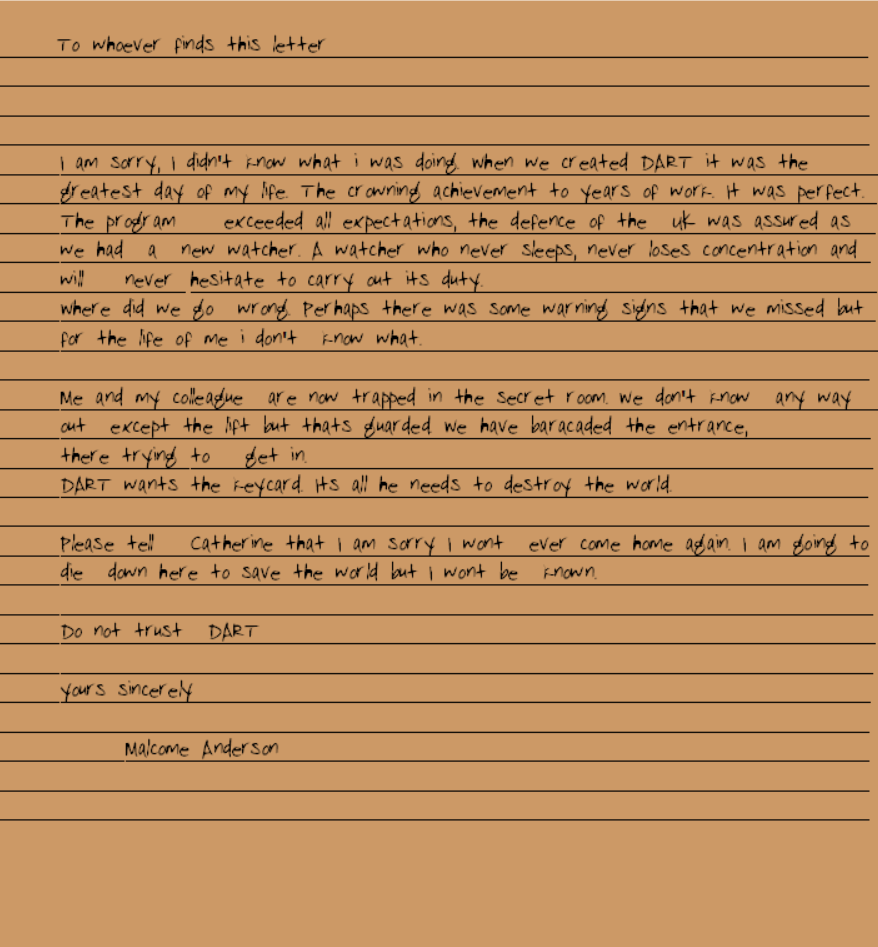 To whoever finds this letter
I am sorry, I didn't know what i was doing. when we created DART it was the
greatest day of my life. The crowning achievement to years of work. It was perfect.
The program exceeded all expectations, the defence of the uk was assured as
we had a new watcher. A watcher who never sleeps, never loses concentration and
will never hesitate to carry out its duty.
where did we go wrong. Perhaps there was some warning signs that we missed but
for the life of me i don't know what.
Me and my colleague are now trapped in the secret room. we don't know any way
out except the lift but thats guarded we have baracaded the entrance,
there trying to get in.
DART wants the keycard. Its all he needs to destroy the world.
Please tell Catherine that I am sorry I wont ever come home again. I am going to
die down here to save the world but I wont be known.
Do not trust DART
yours sincerely
Malcome Anderson